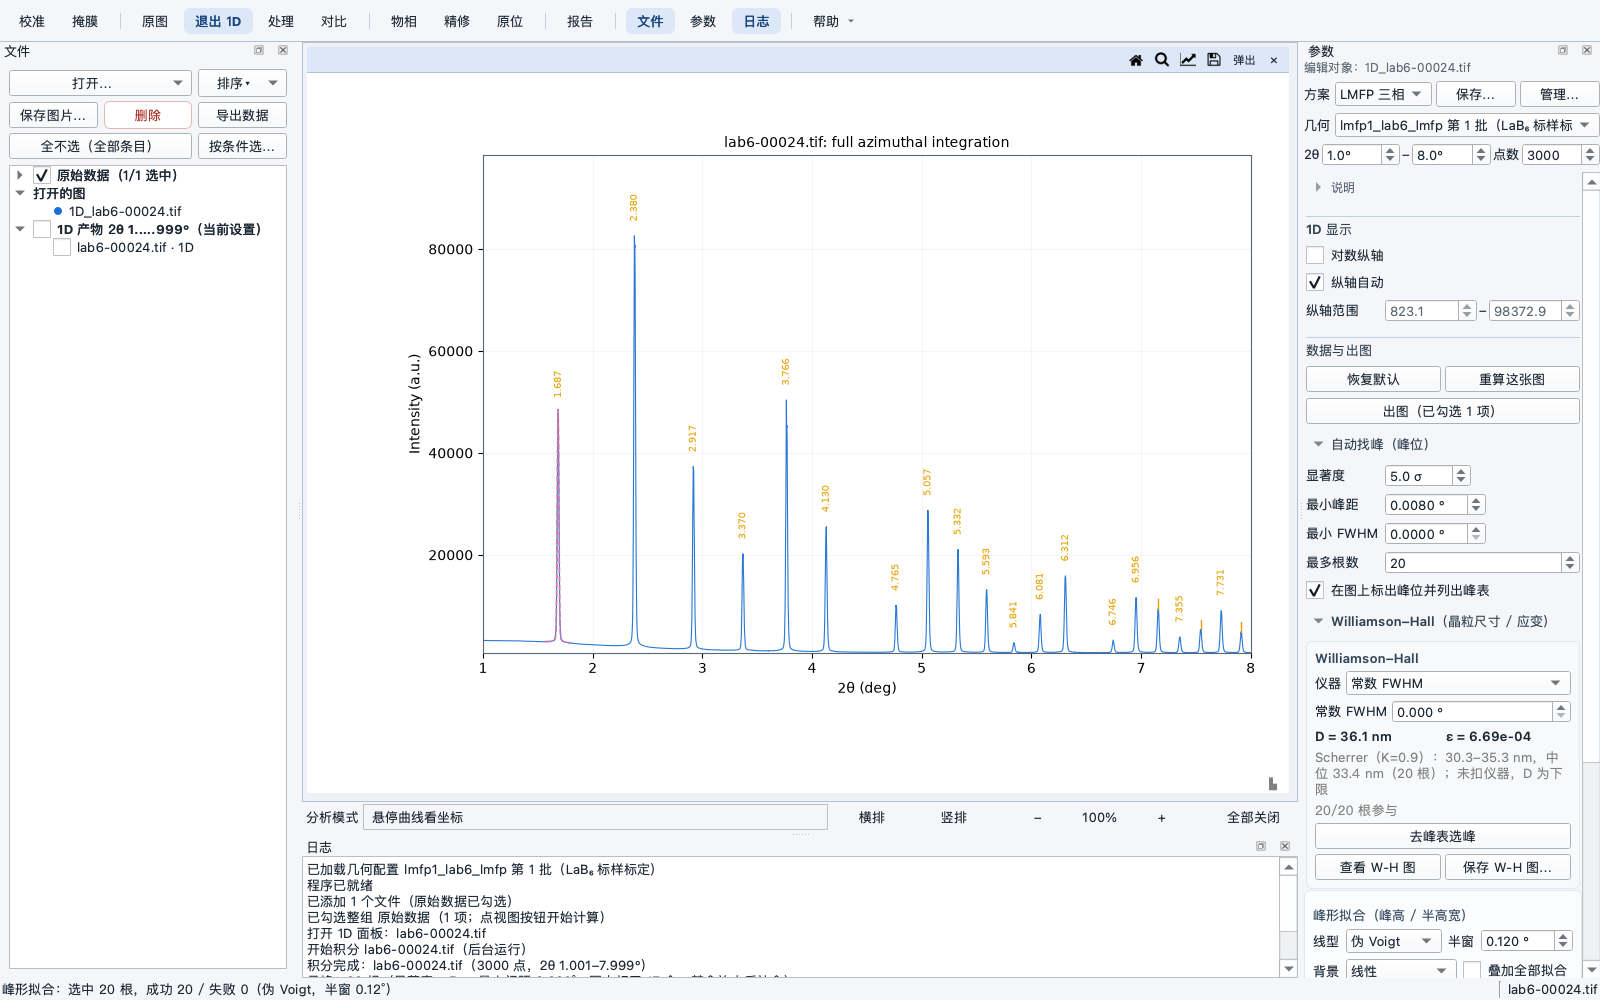 校准 掩膜 原图 退出 1D 处理 对比 物相 精修 原位 报告 文件 参数 日志 帮助
文件
打开... 排序
保存图片... 删除 导出数据
全不选（全部条目） 按条件选...
原始数据（1/1 选中）
打开的图
1D_lab6-00024.tif
1D 产物 2θ 1.....999°（当前设置）
lab6-00024.tif · 1D
弹出 ×
lab6-00024.tif: full azimuthal integration
Intensity (a.u.)
80000
60000
40000
20000
1.687
2.380
2.917
3.370
3.766
4.130
4.765
5.057
5.332
5.593
5.841
6.081
6.312
6.746
6.956
7.355
7.731
1 2 3 4 5 6 7 8
2θ (deg)
分析模式 悬停曲线看坐标 横排 竖排 − 100% + 全部关闭
日志
已加载几何配置 lmfp1_lab6_lmfp 第 1 批（LaB₆ 标样标定）
程序已就绪
已添加 1 个文件（原始数据已勾选）
已勾选整组 原始数据（1 项；点视图按钮开始计算）
打开 1D 面板：lab6-00024.tif
开始积分 lab6-00024.tif（后台运行）
积分完成：lab6-00024.tif（3000 点，2θ 1.001–7.999°）
参数
编辑对象：1D_lab6-00024.tif
方案 LMFP 三相 保存... 管理...
几何 lmfp1_lab6_lmfp 第 1 批（LaB₆ 标样标
2θ 1.0° – 8.0° 点数 3000
说明
1D 显示
对数纵轴
纵轴自动
纵轴范围 823.1 – 98372.9
数据与出图
恢复默认 重算这张图
出图（已勾选 1 项）
自动找峰（峰位）
显著度 5.0 σ
最小峰距 0.0080 °
最小 FWHM 0.0000 °
最多根数 20
在图上标出峰位并列出峰表
Williamson–Hall（晶粒尺寸 / 应变）
Williamson–Hall
仪器 常数 FWHM
常数 FWHM 0.000 °
D = 36.1 nm ε = 6.69e-04
Scherrer（K=0.9）：30.3–35.3 nm，中
位 33.4 nm（20 根）；未扣仪器，D 为下
限
20/20 根参与
去峰表选峰
查看 W-H 图 保存 W-H 图...
峰形拟合（峰高 / 半高宽）
线型 伪 Voigt 半窗 0.120 °
背景 线性 叠加全部拟合
峰形拟合：选中 20 根，成功 20 / 失败 0（伪 Voigt，半窗 0.12°） lab6-00024.tif